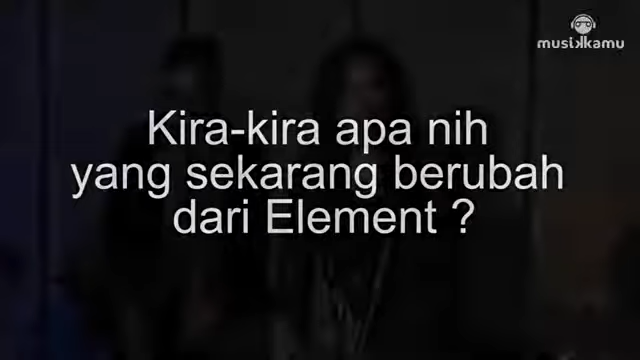 musikkamu
Kira-kira apa nih
yang sekarang berubah
dari Element ?